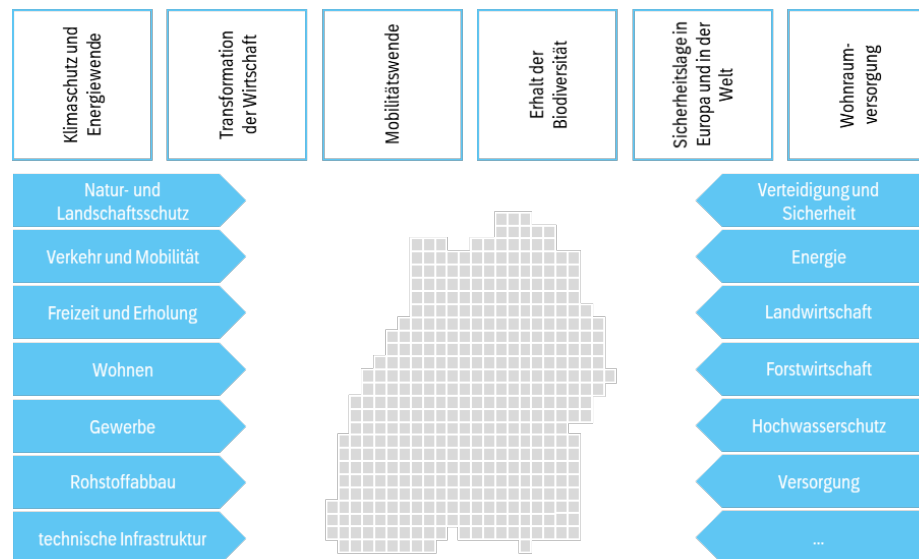 Klimaschutz und
Energiewende
Transformation
der Wirtschaft
Mobilitätswende
Erhalt der
Biodiversität
Sicherheitslage in
Europa und in der
Welt
Wohnraum-
versorgung
Natur- und
Landschaftsschutz
Verkehr und Mobilität
Freizeit und Erholung
Wohnen
Gewerbe
Rohstoffabbau
technische Infrastruktur
Verteidigung und
Sicherheit
Energie
Landwirtschaft
Forstwirtschaft
Hochwasserschutz
Versorgung
...